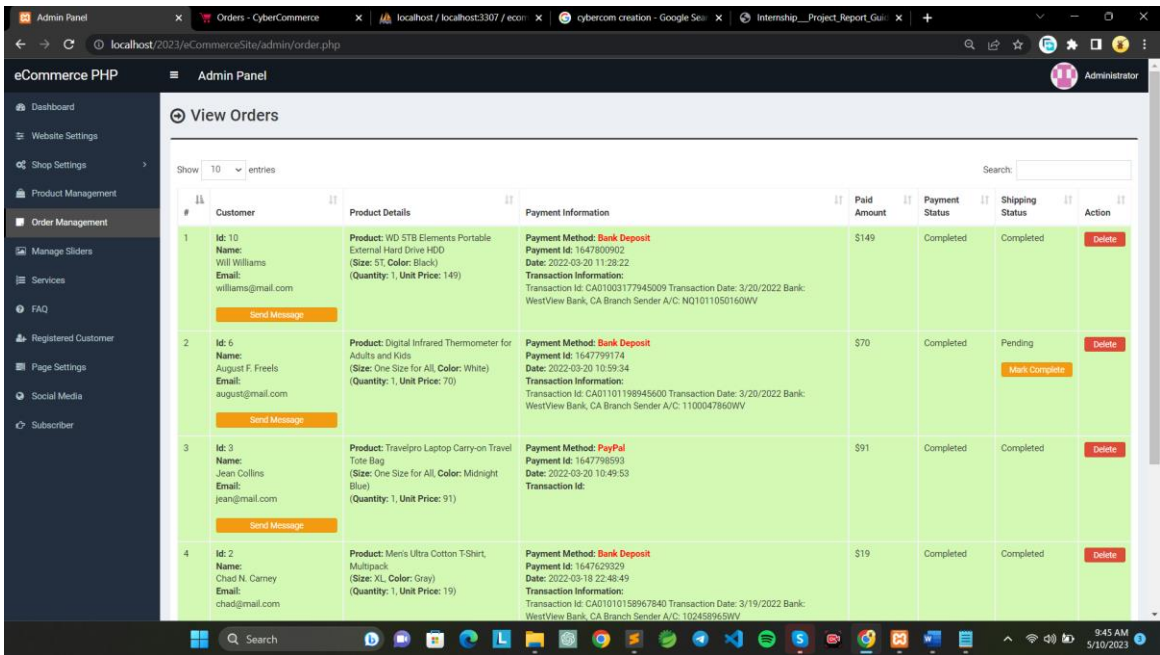 Admin Panel
Orders - CyberCommerce
localhost / localhost:3307 / ecom
cybercom creation - Google Sea
Internship__Project_Report_Guid
localhost/2023/eCommerceSite/admin/order.php
eCommerce PHP
Admin Panel
Administrator
Dashboard
Website Settings
Shop Settings
Product Management
Order Management
Manage Sliders
Services
FAQ
Registered Customer
Page Settings
Social Media
Subscriber
View Orders
Show 10 entries
Search:
# Customer Product Details Payment Information Paid Amount Payment Status Shipping Status Action
1
Id: 10
Name:
Will Williams
Email:
williams@mail.com
Send Message
Product: WD 5TB Elements Portable
External Hard Drive HDD
(Size: 5T, Color: Black)
(Quantity: 1, Unit Price: 149)
Payment Method: Bank Deposit
Payment Id: 1647800902
Date: 2022-03-20 11:28:22
Transaction Information:
Transaction Id: CA01003177945009 Transaction Date: 3/20/2022 Bank:
WestView Bank, CA Branch Sender A/C: NQ1011050160WV
$149
Completed
Completed
Delete
2
Id: 6
Name:
August F. Freels
Email:
august@mail.com
Send Message
Product: Digital Infrared Thermometer for
Adults and Kids
(Size: One Size for All, Color: White)
(Quantity: 1, Unit Price: 70)
Payment Method: Bank Deposit
Payment Id: 1647799174
Date: 2022-03-20 10:59:34
Transaction Information:
Transaction Id: CA01101198945600 Transaction Date: 3/20/2022 Bank:
WestView Bank, CA Branch Sender A/C: 1100047860WV
$70
Completed
Pending
Mark Complete
Delete
3
Id: 3
Name:
Jean Collins
Email:
jean@mail.com
Send Message
Product: Travelpro Laptop Carry-on Travel
Tote Bag
(Size: One Size for All, Color: Midnight
Blue)
(Quantity: 1, Unit Price: 91)
Payment Method: PayPal
Payment Id: 1647798593
Date: 2022-03-20 10:49:53
Transaction Id:
$91
Completed
Completed
Delete
4
Id: 2
Name:
Chad N. Carney
Email:
chad@mail.com
Product: Men's Ultra Cotton T-Shirt,
Multipack
(Size: XL, Color: Gray)
(Quantity: 1, Unit Price: 19)
Payment Method: Bank Deposit
Payment Id: 1647629329
Date: 2022-03-18 22:48:49
Transaction Information:
Transaction Id: CA01010158967840 Transaction Date: 3/19/2022 Bank:
WestView Bank, CA Branch Sender A/C: 102458965WV
$19
Completed
Completed
Delete
Search
9:45 AM
5/10/2023